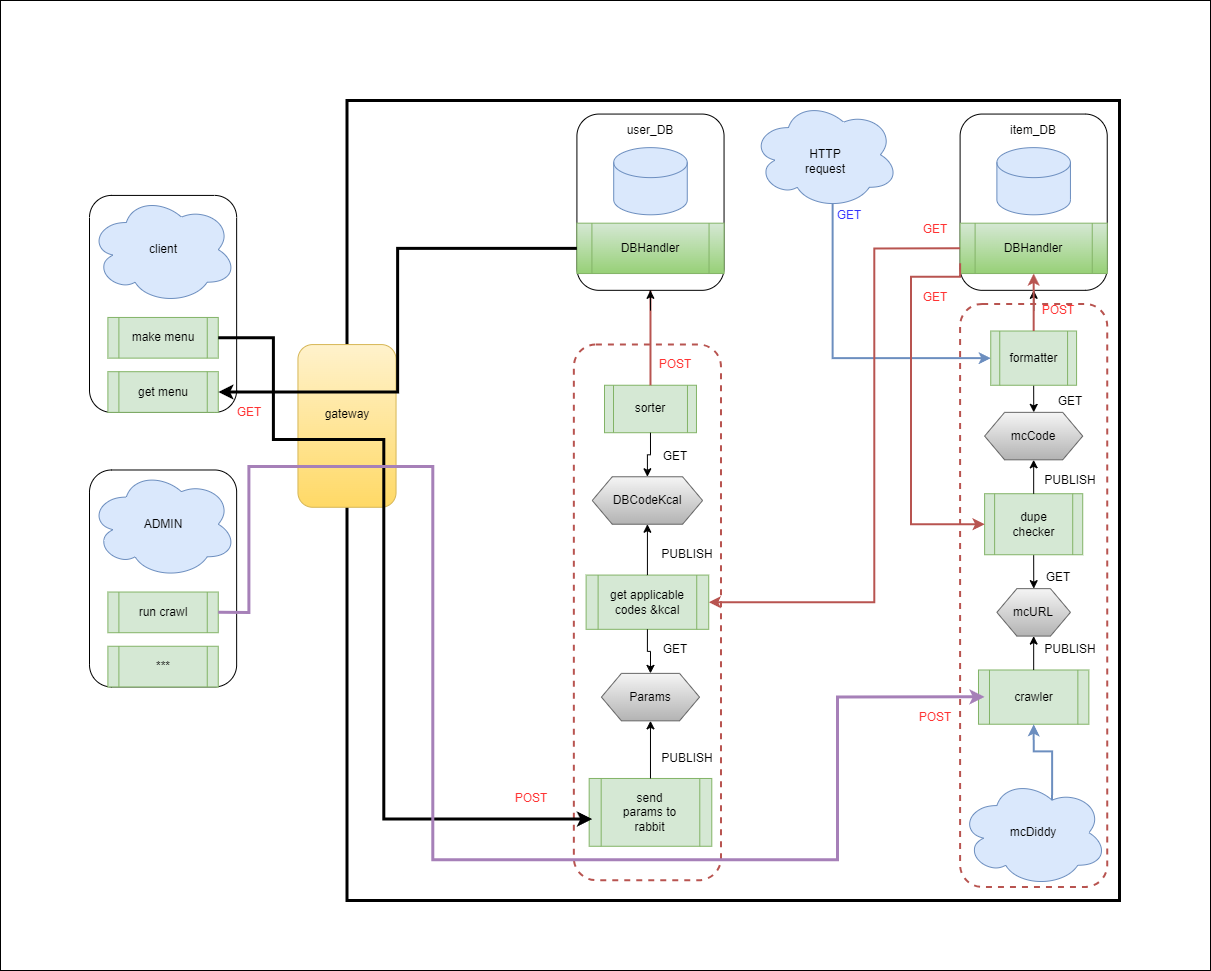 user_DB
HTTP
request
item_DB
GET
GET
client
DBHandler
DBHandler
GET
POST
make menu
formatter
POST
get menu
GET
GET
sorter
gateway
mcCode
GET
PUBLISH
DBCodeKcal
ADMIN
dupe
checker
PUBLISH
GET
get applicable
codes &kcal
run crawl
mcURL
GET
PUBLISH
***
Params
crawler
POST
PUBLISH
POST
send
params to
rabbit
mcDiddy